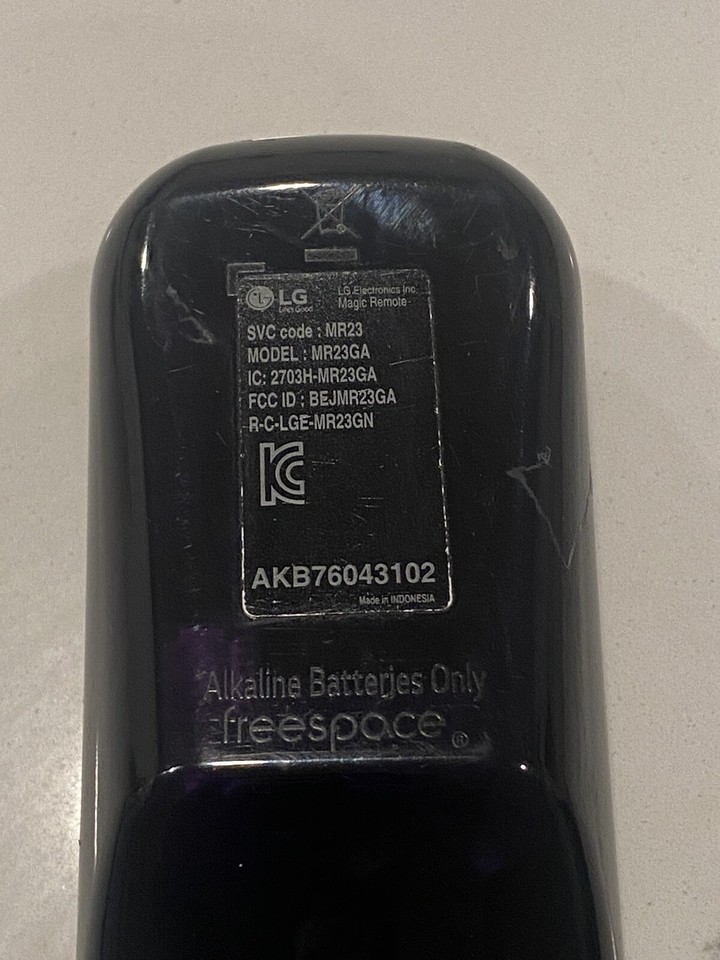 LG
Life's Good
LG Electronics Inc.
Magic Remote
SVC code : MR23
MODEL : MR23GA
IC: 2703H-MR23GA
FCC ID : BEJMR23GA
R-C-LGE-MR23GN
AKB76043102
Made in INDONESIA
Alkaline Batteries Only
freespace ®